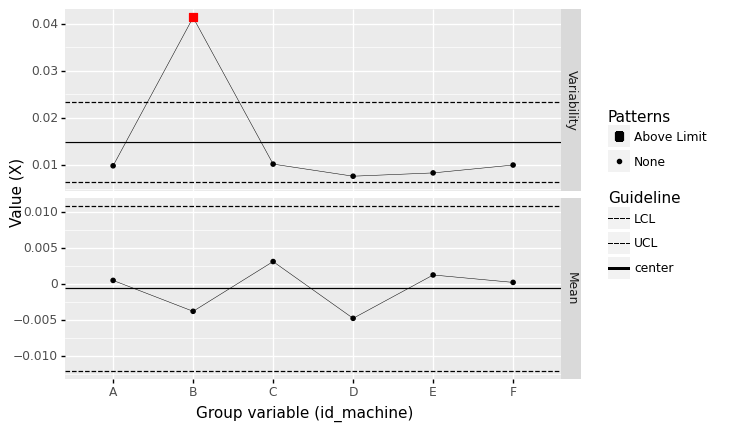 0.04
0.03
0.02
0.01
Variability
0.010
0.005
0
−0.005
−0.010
Mean
Value (X)
A B C D E F
Group variable (id_machine)
Patterns
Above Limit
None
Guideline
LCL
UCL
center